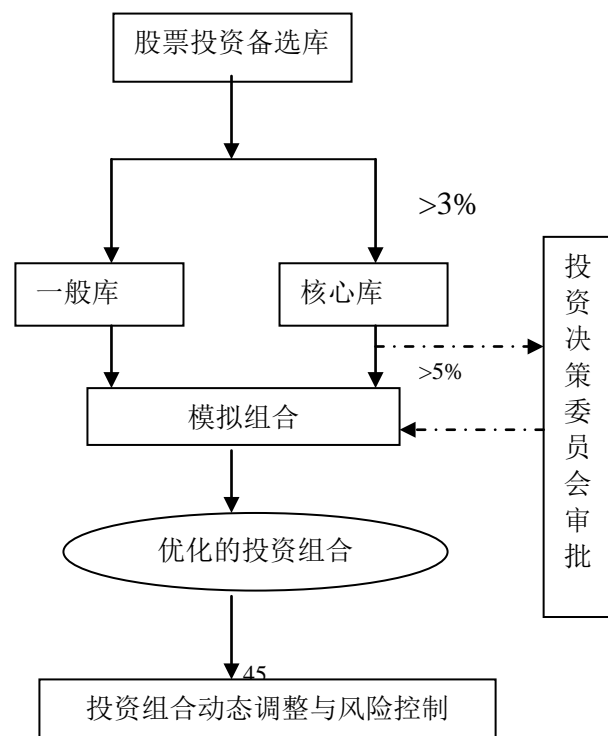 股票投资备选库
>3%
一般库
核心库
投资决策委员会审批
>5%
模拟组合
优化的投资组合
45
投资组合动态调整与风险控制